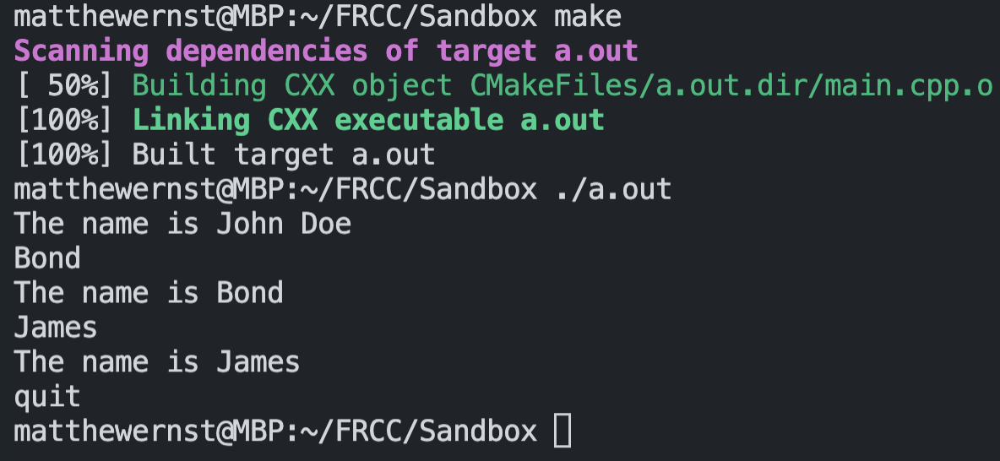 matthewernst@MBP:~/FRCC/Sandbox make
Scanning dependencies of target a.out
[ 50%] Building CXX object CMakeFiles/a.out.dir/main.cpp.o
[100%] Linking CXX executable a.out
[100%] Built target a.out
matthewernst@MBP:~/FRCC/Sandbox ./a.out
The name is John Doe
Bond
The name is Bond
James
The name is James
quit
matthewernst@MBP:~/FRCC/Sandbox